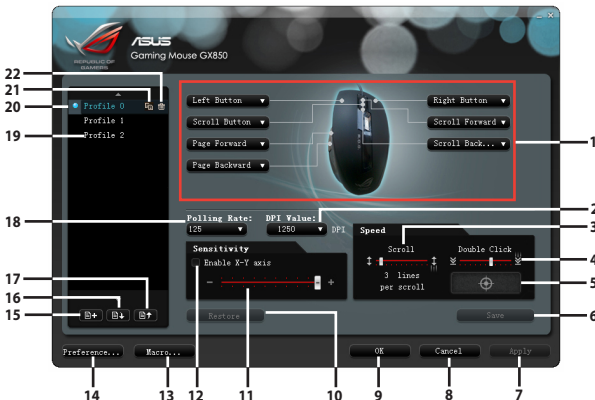 REPUBLIC OF
GAMERS
ASUS
Gaming Mouse GX850
22
21
20
19
Profile 0
Profile 1
Profile 2
Left Button
Scroll Button
Page Forward
Page Backward
Right Button
Scroll Forward
Scroll Back...
1
18
Polling Rate:
125
DPI Value:
1250
DPI
2
Sensitivity
Enable X-Y axis
- +
Speed
Scroll
3 lines
per scroll
Double Click
3
4
5
17
16
15
Restore
Save
6
Preference...
Macro...
OK
Cancel
Apply
14
13
12
11
10
9
8
7